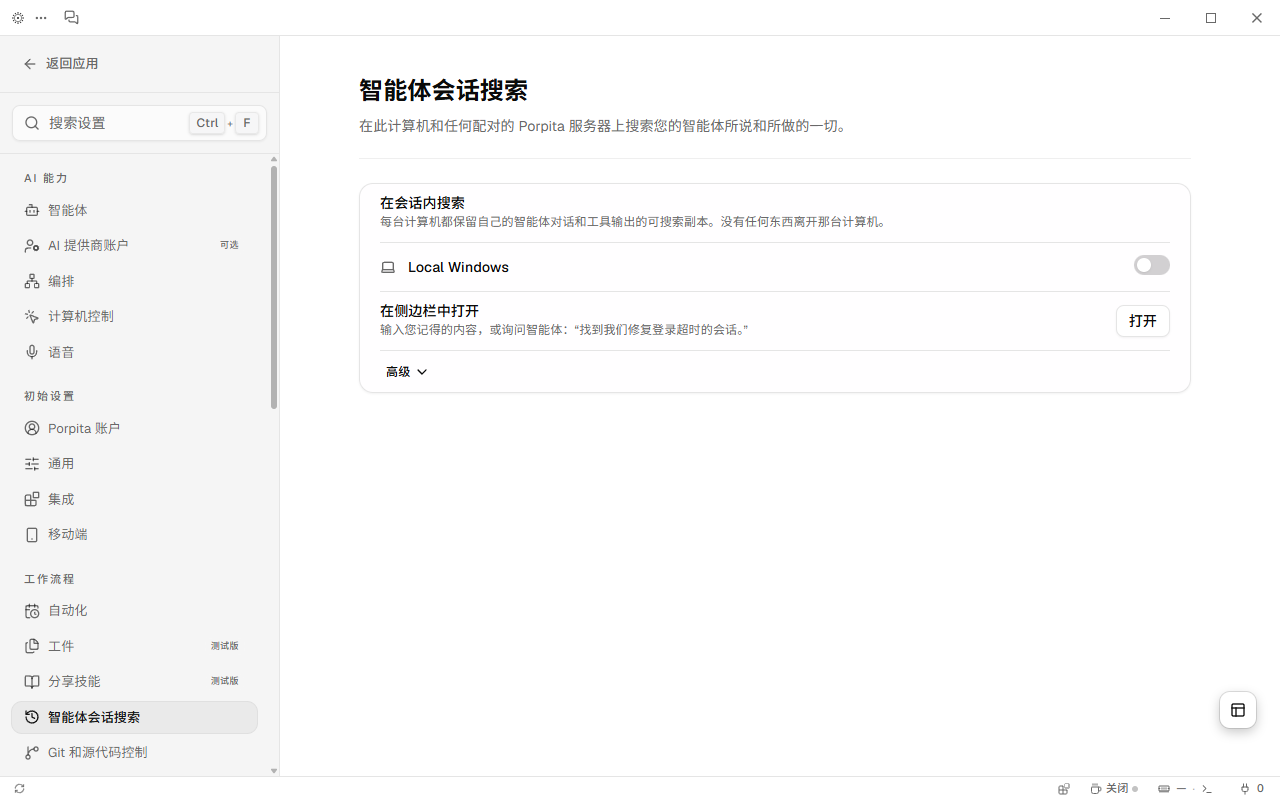 返回应用
搜索设置 Ctrl + F
AI 能力
智能体
AI 提供商账户 可选
编排
计算机控制
语音
初始设置
Porpita 账户
通用
集成
移动端
工作流程
自动化
工件 测试版
分享技能 测试版
智能体会话搜索
Git 和源代码控制
智能体会话搜索
在此计算机和任何配对的 Porpita 服务器上搜索您的智能体所说和所做的一切。
在会话内搜索
每台计算机都保留自己的智能体对话和工具输出的可搜索副本。没有任何东西离开那台计算机。
Local Windows
在侧边栏中打开
输入您记得的内容，或询问智能体：“找到我们修复登录超时的会话。”
打开
高级
关闭 — · 0